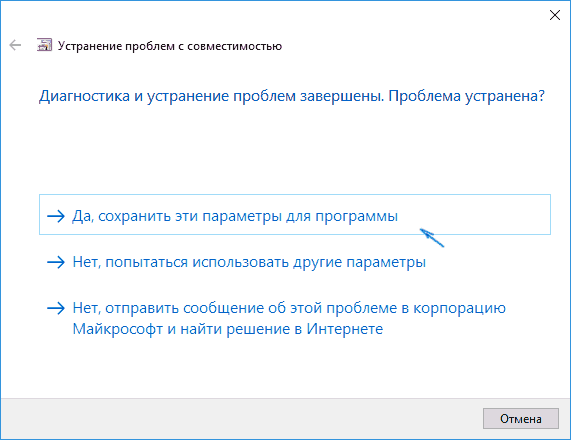 Устранение проблем с совместимостью
Диагностика и устранение проблем завершены. Проблема устранена?
Да, сохранить эти параметры для программы
Нет, попытаться использовать другие параметры
Нет, отправить сообщение об этой проблеме в корпорацию
Майкрософт и найти решение в Интернете
Отмена